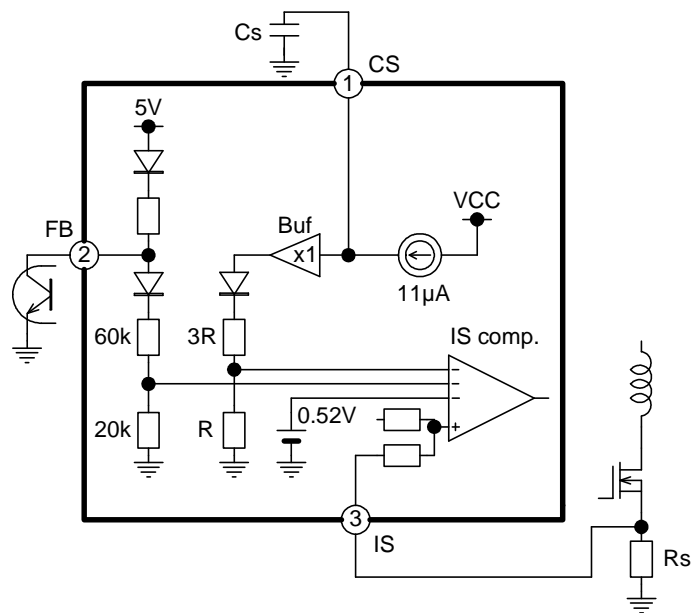 Cs
CS
1
5V
VCC
FB
Buf
2
x1
11µA
60k
3R
IS comp.
−
−
−
0.52V
20k
R
+
3
IS
Rs